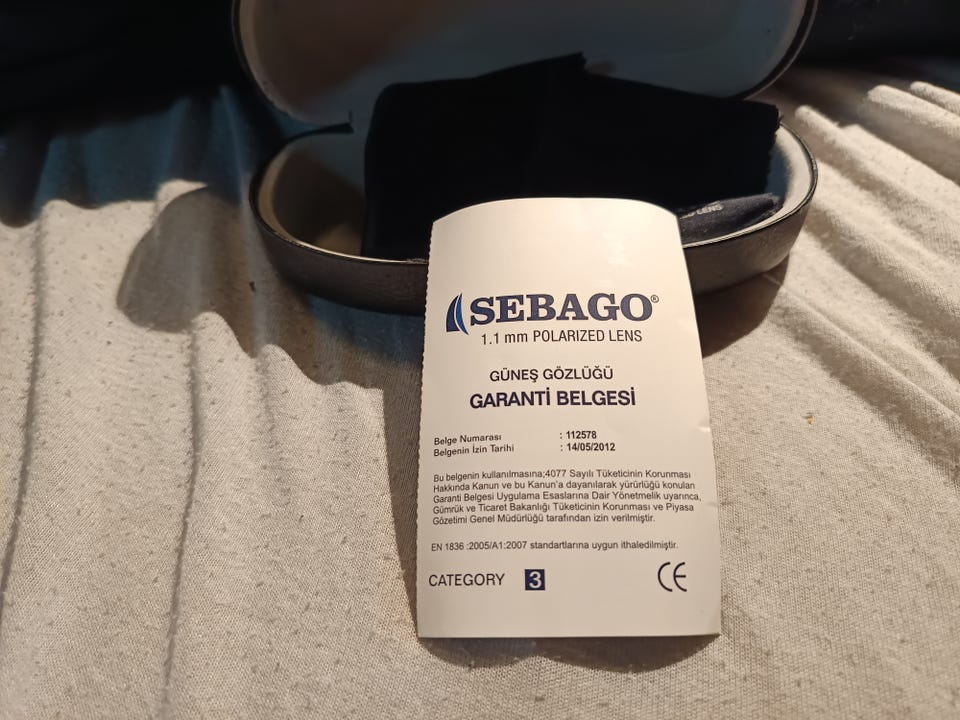 LENS
SEBAGO®
1.1 mm POLARIZED LENS
GÜNEŞ GÖZLÜĞÜ
GARANTİ BELGESİ
Belge Numarası : 112578
Belgenin İzin Tarihi : 14/05/2012
Bu belgenin kullanılmasına;4077 Sayılı Tüketicinin Korunması
Hakkında Kanun ve bu Kanun'a dayanılarak yürürlüğü konulan
Garanti Belgesi Uygulama Esaslarına Dair Yönetmelik uyarınca,
Gümrük ve Ticaret Bakanlığı Tüketicinin Korunması ve Piyasa
Gözetimi Genel Müdürlüğü tarafından izin verilmiştir.
EN 1836 :2005/A1:2007 standartlarına uygun ithaledilmiştir.
CATEGORY 3 CE